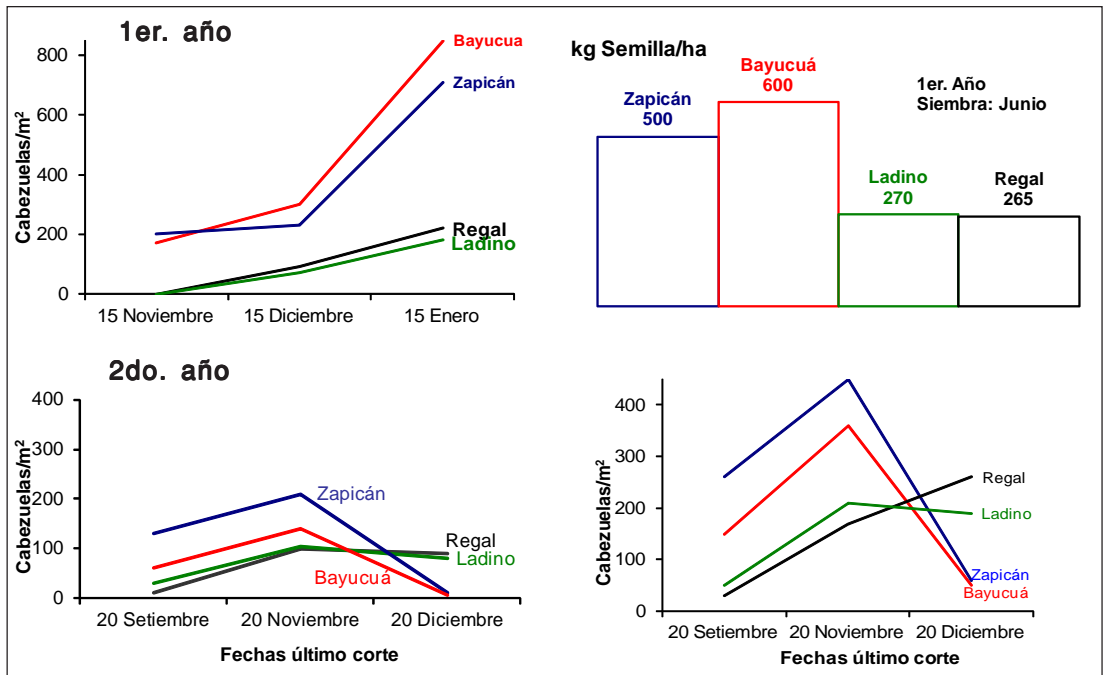 1er. año
Cabezuelas/m²
800
600
400
200
0
Bayucua
Zapicán
Regal
Ladino
15 Noviembre
15 Diciembre
15 Enero
kg Semilla/ha
Zapicán
500
Bayucuá
600
Ladino
270
Regal
265
1er. Año
Siembra: Junio
2do. año
Cabezuelas/m²
400
300
200
100
0
Zapicán
Regal
Ladino
Bayucuá
20 Setiembre
20 Noviembre
20 Diciembre
Fechas último corte
Cabezuelas/m²
400
300
200
100
0
Regal
Ladino
Zapicán
Bayucuá
20 Setiembre
20 Noviembre
20 Diciembre
Fechas último corte